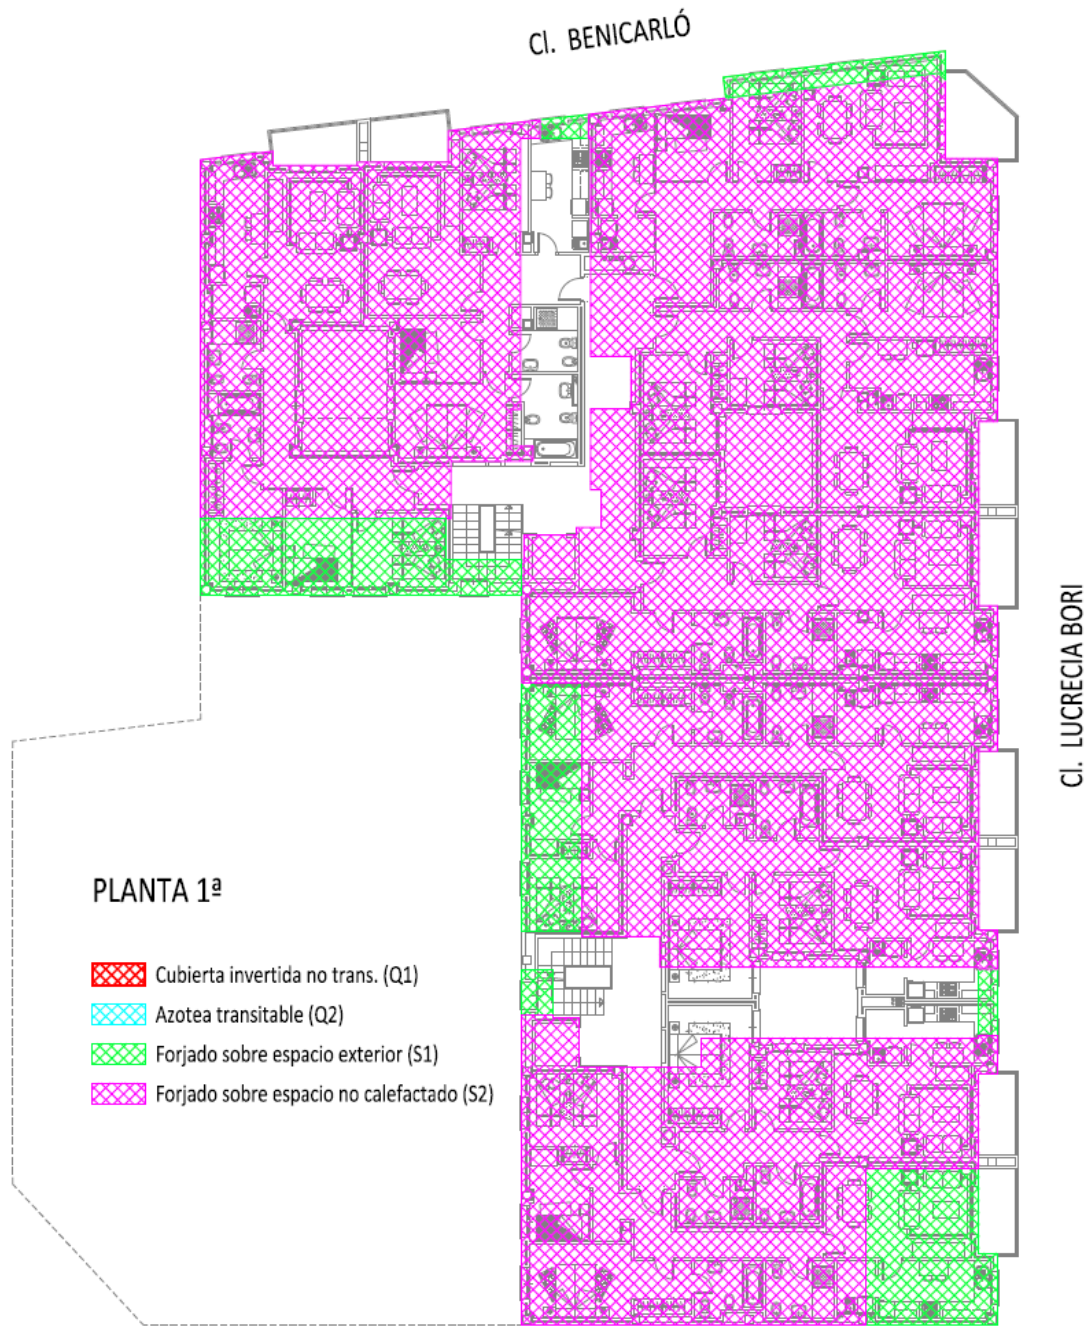 Cl. BENICARLÓ
Cl. LUCRECIA BORI
PLANTA 1ª
Cubierta invertida no trans. (Q1)
Azotea transitable (Q2)
Forjado sobre espacio exterior (S1)
Forjado sobre espacio no calefactado (S2)